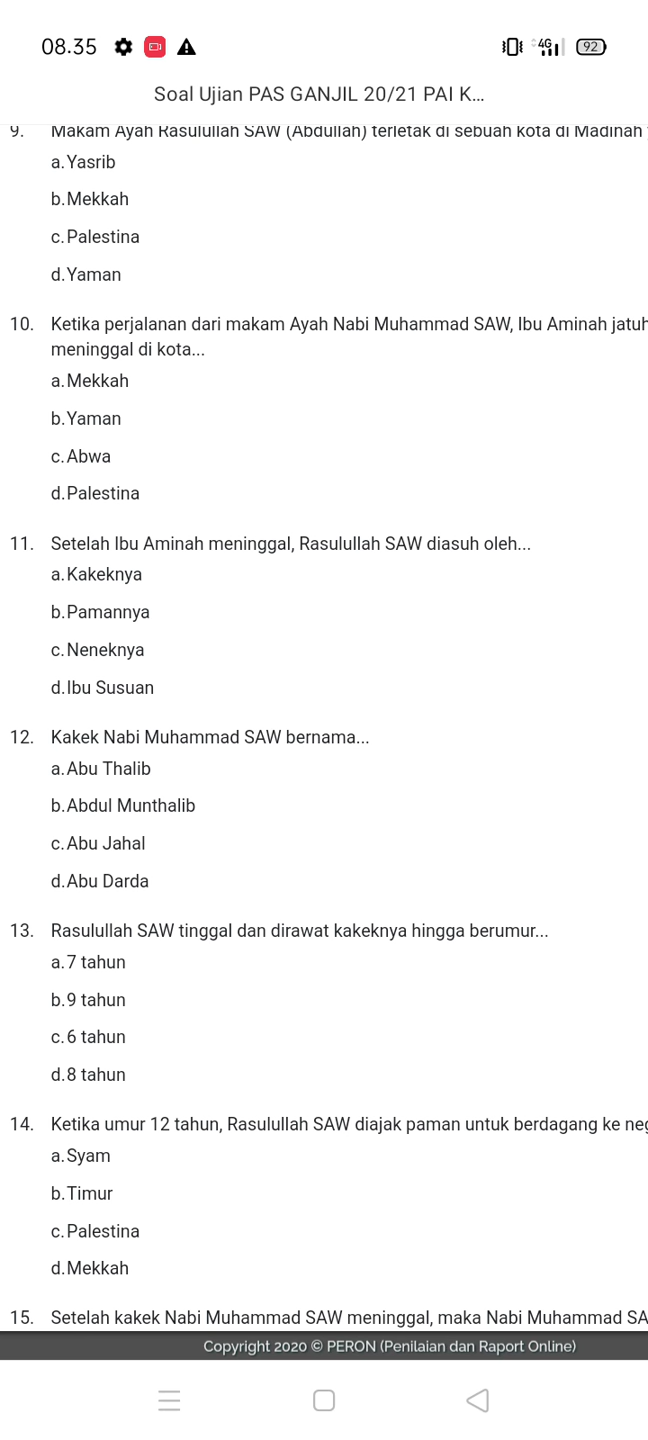 08.35
4G
92
Soal Ujian PAS GANJIL 20/21 PAI K...
9. Makam Ayah Rasulullah SAW (Abdullah) terletak di sebuah kota di Madinah
a.Yasrib
b.Mekkah
c.Palestina
d.Yaman
10. Ketika perjalanan dari makam Ayah Nabi Muhammad SAW, Ibu Aminah jatuh
meninggal di kota...
a.Mekkah
b.Yaman
c.Abwa
d.Palestina
11. Setelah Ibu Aminah meninggal, Rasulullah SAW diasuh oleh...
a.Kakeknya
b.Pamannya
c.Neneknya
d.Ibu Susuan
12. Kakek Nabi Muhammad SAW bernama...
a.Abu Thalib
b.Abdul Munthalib
c.Abu Jahal
d.Abu Darda
13. Rasulullah SAW tinggal dan dirawat kakeknya hingga berumur...
a.7 tahun
b.9 tahun
c.6 tahun
d.8 tahun
14. Ketika umur 12 tahun, Rasulullah SAW diajak paman untuk berdagang ke neg
a.Syam
b.Timur
c.Palestina
d.Mekkah
15. Setelah kakek Nabi Muhammad SAW meninggal, maka Nabi Muhammad SA
Copyright 2020 © PERON (Penilaian dan Raport Online)